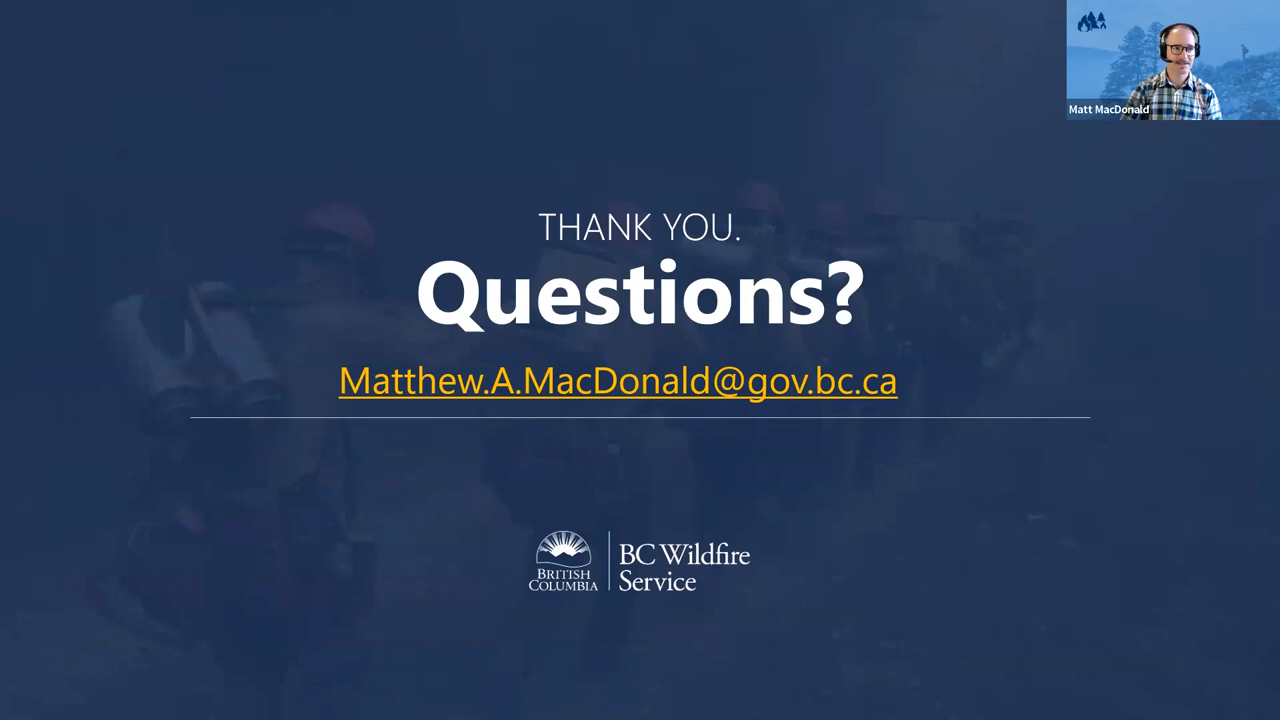 Matt MacDonald
THANK YOU.
Questions?
Matthew.A.MacDonald@gov.bc.ca
BRITISH
COLUMBIA
BC Wildfire
Service